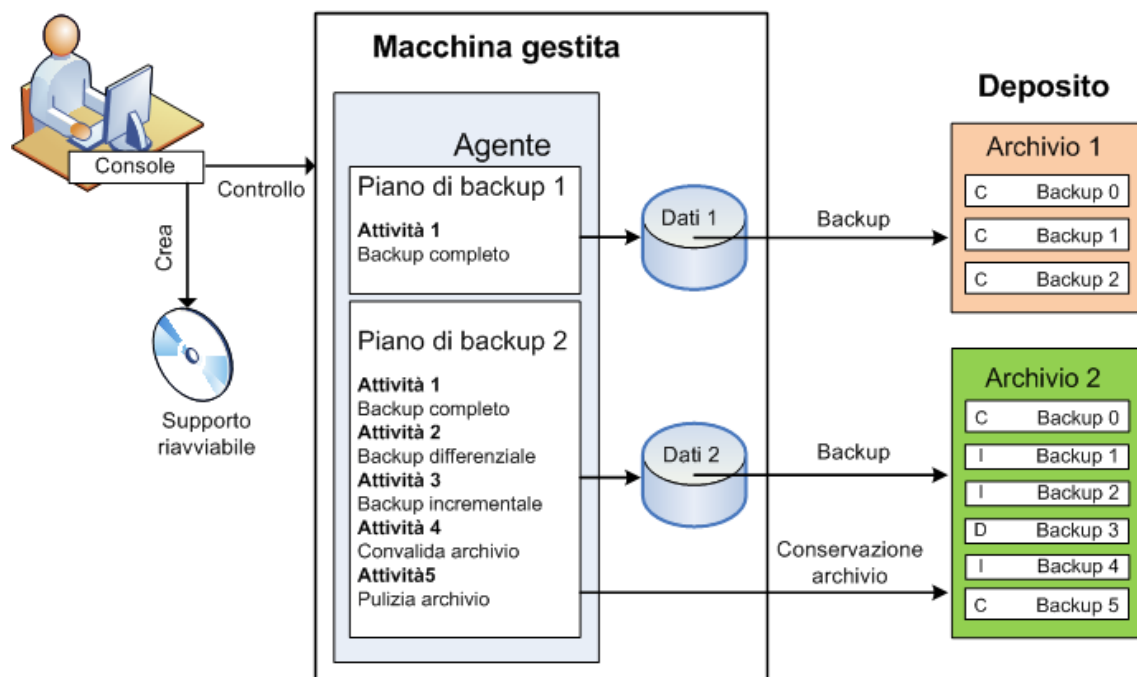 Macchina gestita
Console
Controllo
Crea
Supporto
riavviabile
Agente
Piano di backup 1
Attività 1
Backup completo
Piano di backup 2
Attività 1
Backup completo
Attività 2
Backup differenziale
Attività 3
Backup incrementale
Attività 4
Convalida archivio
Attività5
Pulizia archivio
Dati 1
Dati 2
Backup
Backup
Conservazione
archivio
Deposito
Archivio 1
C Backup 0
C Backup 1
C Backup 2
Archivio 2
C Backup 0
I Backup 1
I Backup 2
D Backup 3
I Backup 4
C Backup 5